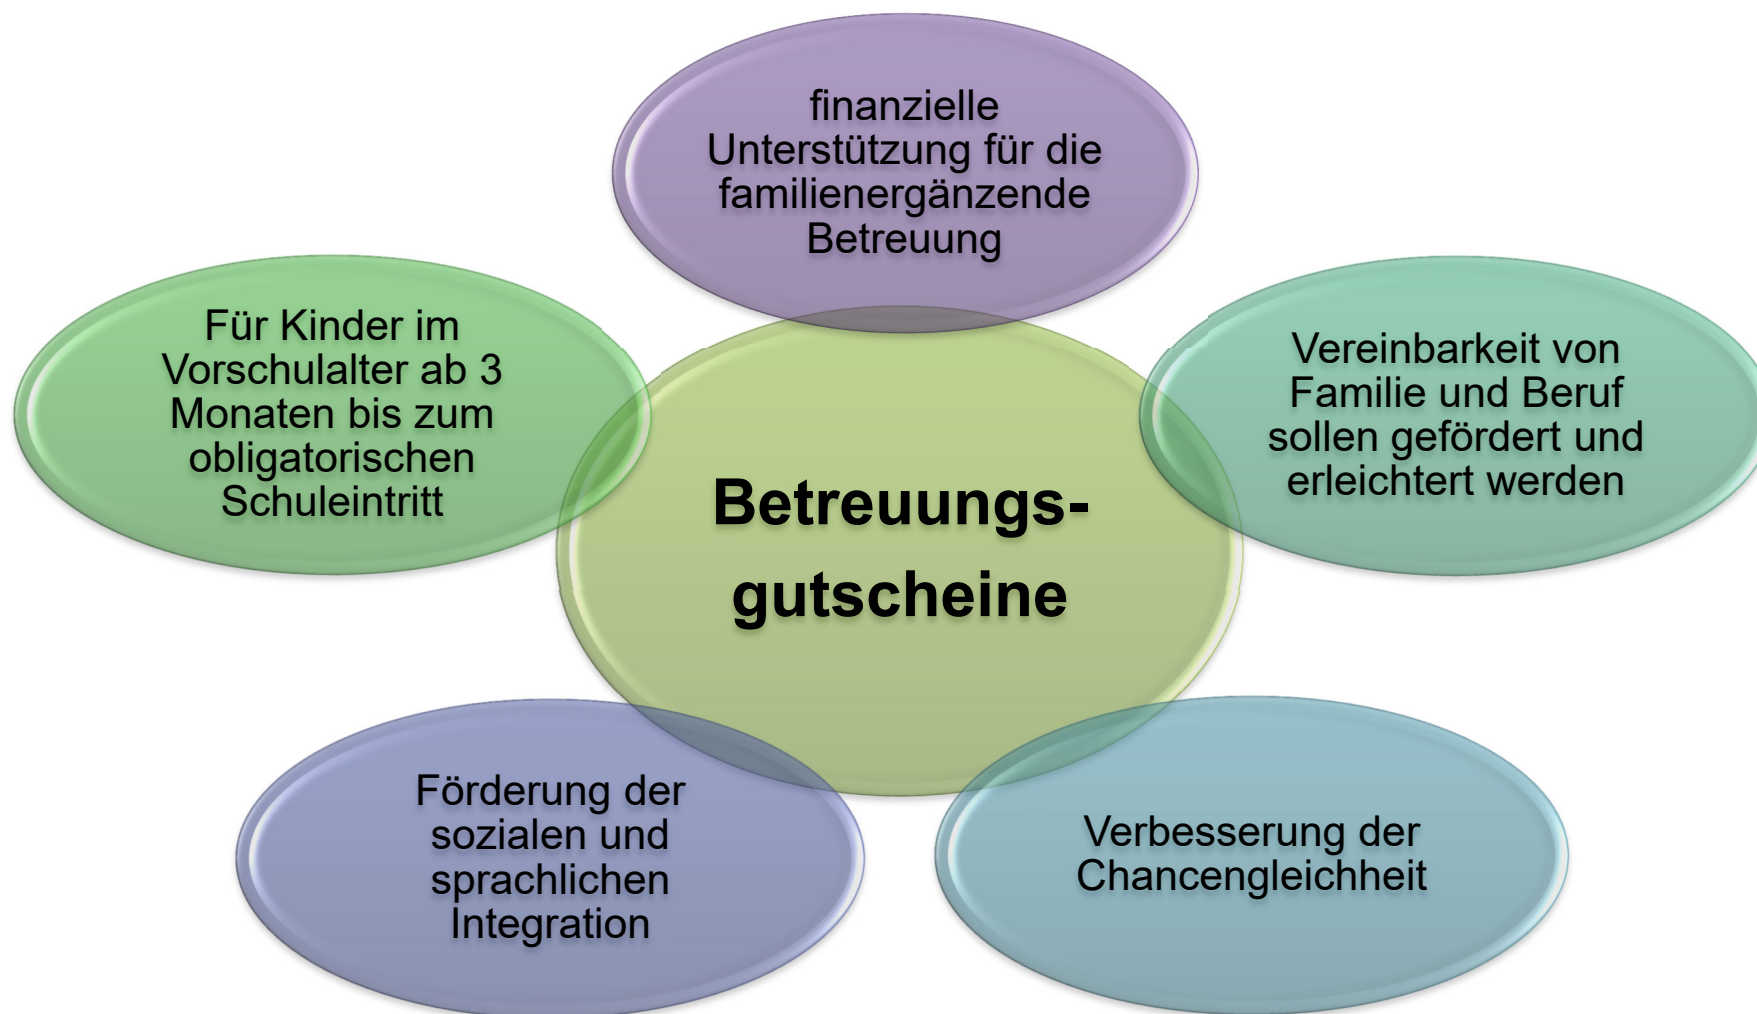 finanzielle
Unterstützung für die
familienergänzende
Betreuung
Für Kinder im
Vorschulalter ab 3
Monaten bis zum
obligatorischen
Schuleintritt
Vereinbarkeit von
Familie und Beruf
sollen gefördert und
erleichtert werden
Betreuungs-
gutscheine
Förderung der
sozialen und
sprachlichen
Integration
Verbesserung der
Chancengleichheit